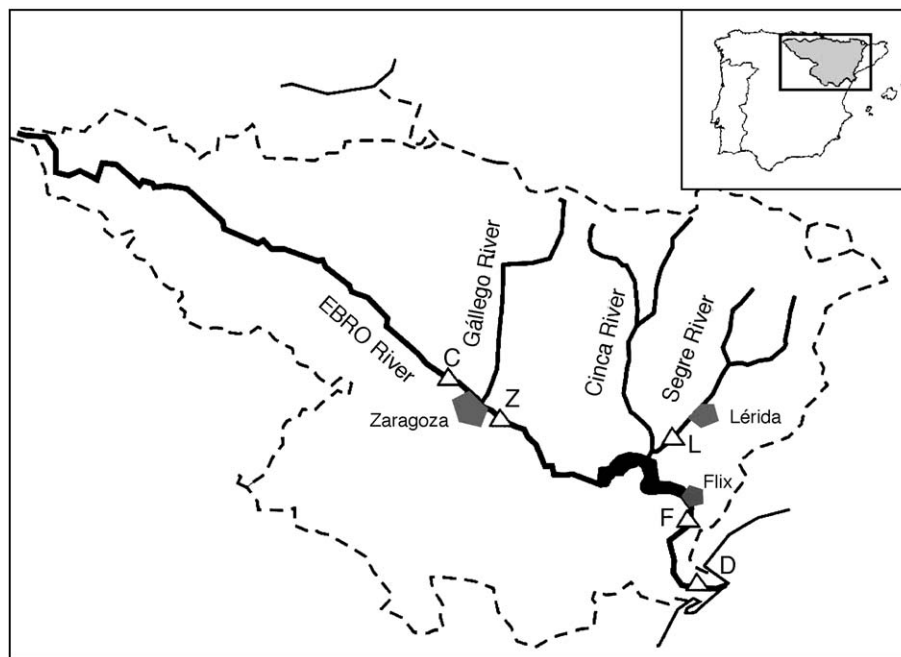 EBRO River
Gállego River
Cinca River
Segre River
C
Z
Zaragoza
Lérida
L
Flix
F
D